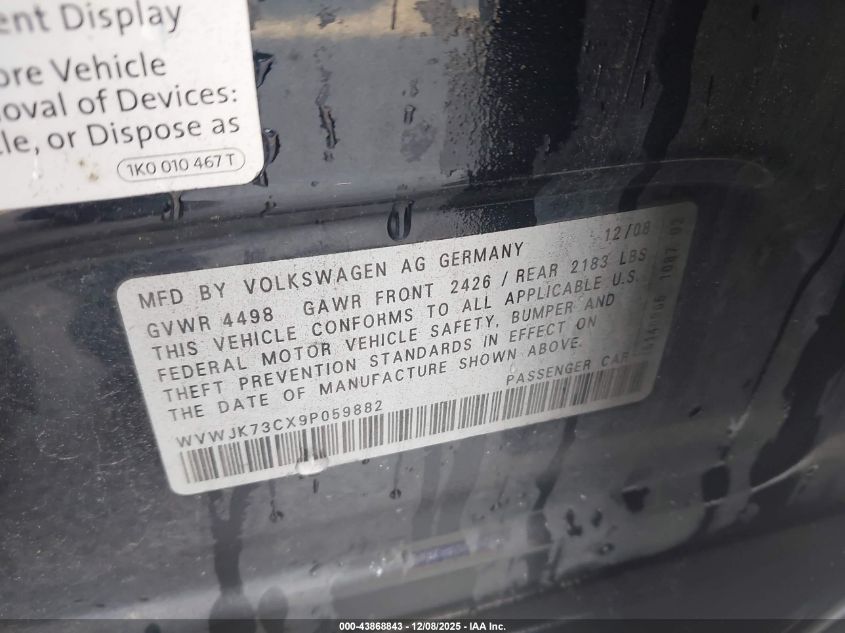 ent Display
ore Vehicle
oval of Devices:
le, or Dispose as
1K0 010 467 T
12/08
MFD BY VOLKSWAGEN AG GERMANY
GVWR 4498 GAWR FRONT 2426 / REAR 2183 LBS
THIS VEHICLE CONFORMS TO ALL APPLICABLE U.S.
FEDERAL MOTOR VEHICLE SAFETY, BUMPER AND
THEFT PREVENTION STANDARDS IN EFFECT ON
THE DATE OF MANUFACTURE SHOWN ABOVE.
PASSENGER CAR
WVWJK73CX9P059882
000-43868843 - 12/08/2025 - IAA Inc.